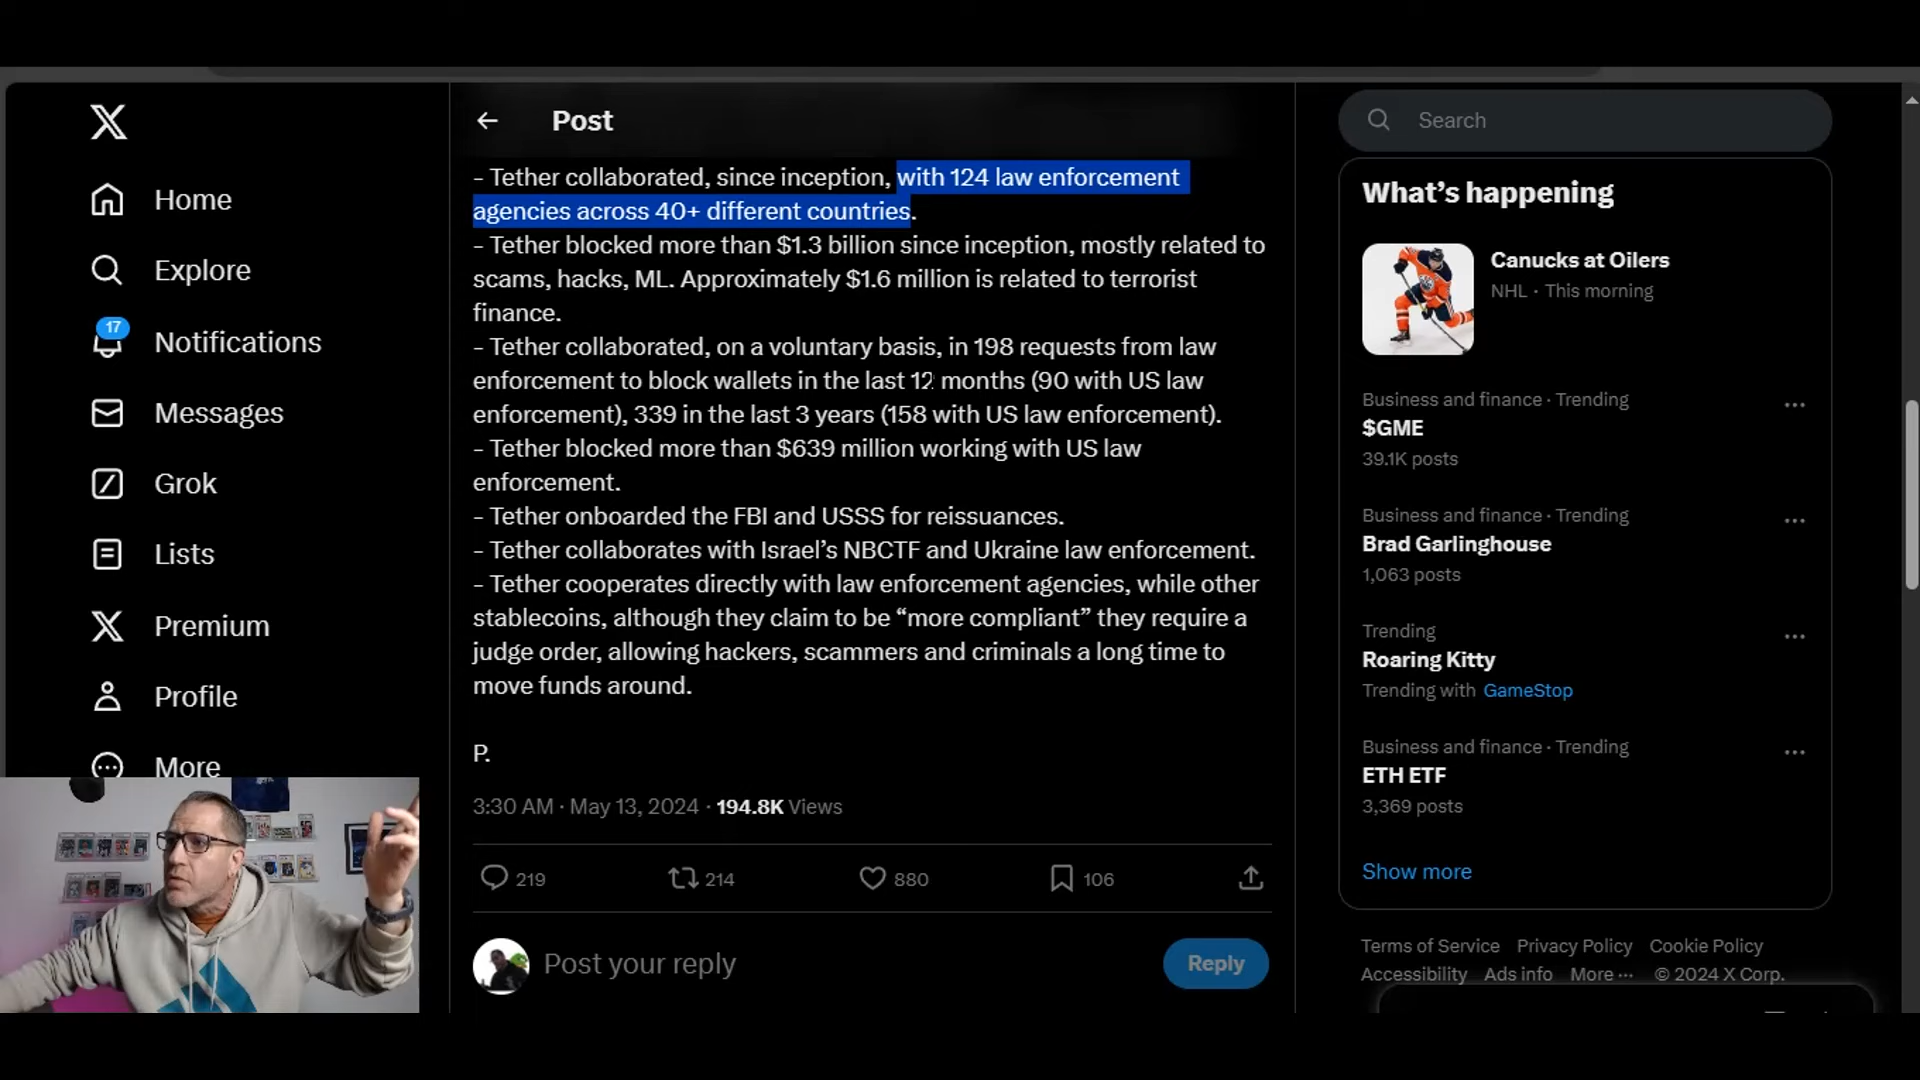 Home
Explore
17
Notifications
Messages
Grok
Lists
Premium
Profile
More
Post
- Tether collaborated, since inception, with 124 law enforcement
agencies across 40+ different countries.
- Tether blocked more than $1.3 billion since inception, mostly related to
scams, hacks, ML. Approximately $1.6 million is related to terrorist
finance.
- Tether collaborated, on a voluntary basis, in 198 requests from law
enforcement to block wallets in the last 12 months (90 with US law
enforcement), 339 in the last 3 years (158 with US law enforcement).
- Tether blocked more than $639 million working with US law
enforcement.
- Tether onboarded the FBI and USSS for reissuances.
- Tether collaborates with Israel’s NBCTF and Ukraine law enforcement.
- Tether cooperates directly with law enforcement agencies, while other
stablecoins, although they claim to be “more compliant” they require a
judge order, allowing hackers, scammers and criminals a long time to
move funds around.
P.
3:30 AM · May 13, 2024 · 194.8K Views
219 214 880 106
Post your reply
Reply
Search
What’s happening
Canucks at Oilers
NHL · This morning
Business and finance · Trending
$GME
39.1K posts
Business and finance · Trending
Brad Garlinghouse
1,063 posts
Trending
Roaring Kitty
Trending with GameStop
Business and finance · Trending
ETH ETF
3,369 posts
Show more
Terms of Service Privacy Policy Cookie Policy
Accessibility Ads info More ··· © 2024 X Corp.